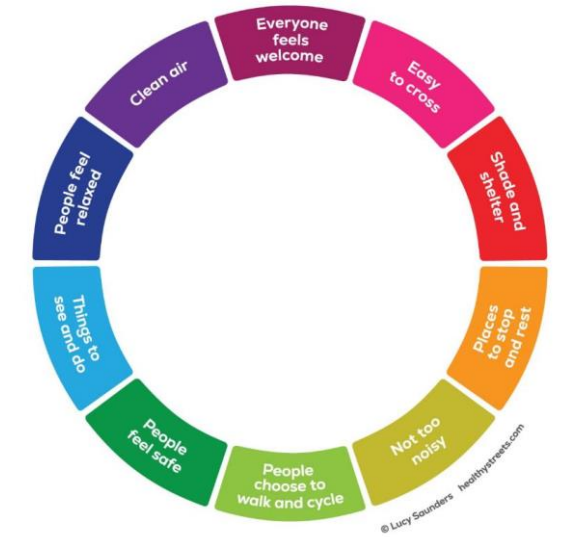 Everyone
feels
welcome
Easy
to cross
Shade and
shelter
Places
to stop
and rest
Not too
noisy
People
choose to
walk and cycle
People
feel safe
Things to
see and do
People feel
relaxed
Clean air
© Lucy Saunders healthystreets.com